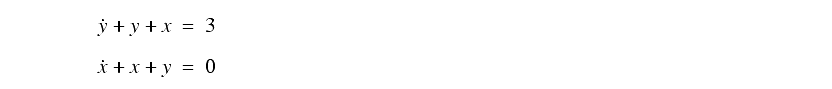 ẏ + y + x = 3
ẋ + x + y = 0